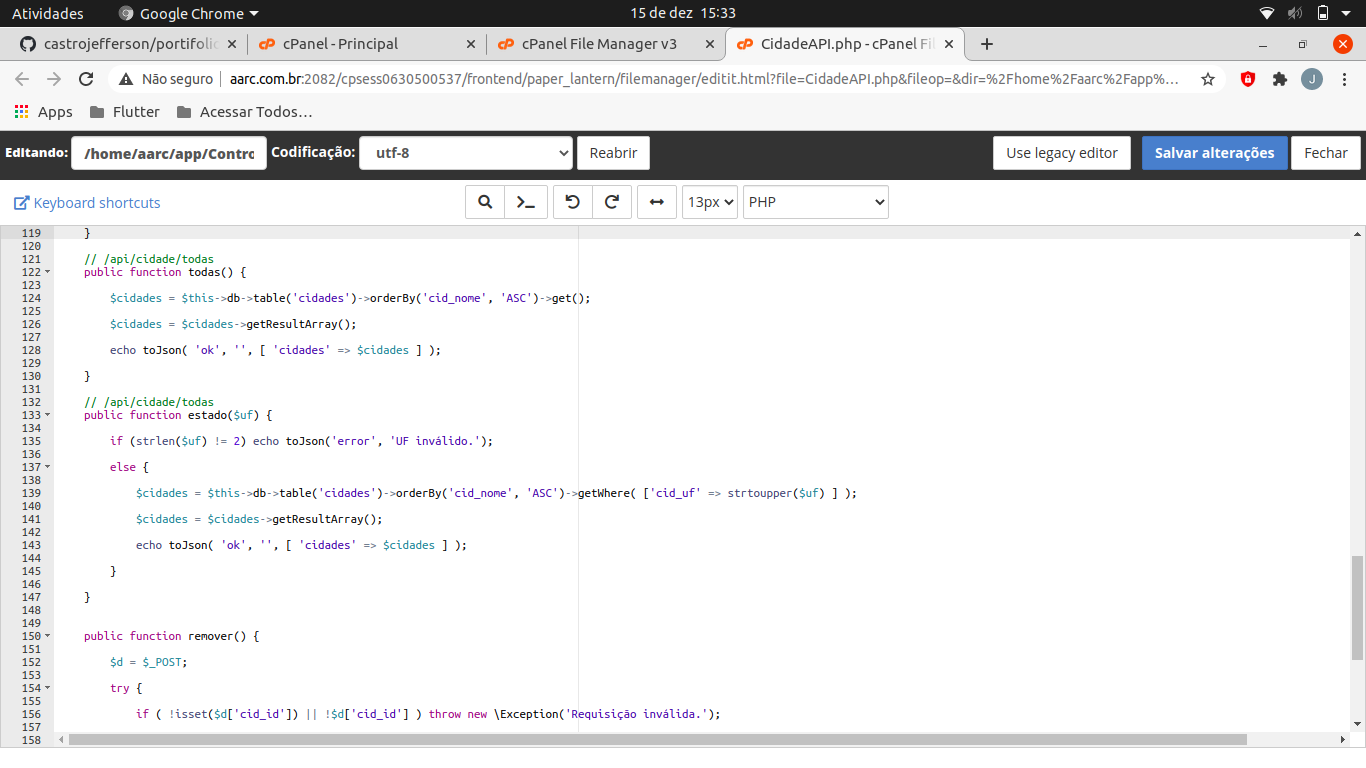 Atividades Google Chrome 15 de dez 15:33
castrojefferson/portifolio cPanel - Principal cPanel File Manager v3 CidadeAPI.php - cPanel Fil
Não seguro aarc.com.br:2082/cpsess0630500537/frontend/paper_lantern/filemanager/editit.html?file=CidadeAPI.php&fileop=&dir=%2Fhome%2Faarc%2Fapp%... J
Apps Flutter Acessar Todos...
Editando: /home/aarc/app/Contro Codificação: utf-8 Reabrir Use legacy editor Salvar alterações Fechar
Keyboard shortcuts 13px PHP
119 }
120
121 // /api/cidade/todas
122 public function todas() {
123
124 $cidades = $this->db->table('cidades')->orderBy('cid_nome', 'ASC')->get();
125
126 $cidades = $cidades->getResultArray();
127
128 echo toJson( 'ok', '', [ 'cidades' => $cidades ] );
129
130 }
131
132 // /api/cidade/todas
133 public function estado($uf) {
134
135 if (strlen($uf) != 2) echo toJson('error', 'UF inválido.');
136
137 else {
138
139 $cidades = $this->db->table('cidades')->orderBy('cid_nome', 'ASC')->getWhere( ['cid_uf' => strtoupper($uf) ] );
140
141 $cidades = $cidades->getResultArray();
142
143 echo toJson( 'ok', '', [ 'cidades' => $cidades ] );
144
145 }
146
147 }
148
149
150 public function remover() {
151
152 $d = $_POST;
153
154 try {
155
156 if ( !isset($d['cid_id']) || !$d['cid_id'] ) throw new \Exception('Requisição inválida.');
157
158